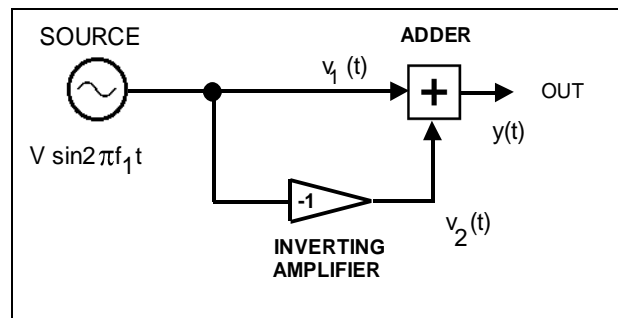 SOURCE
ADDER
v1 (t)
+
OUT
y(t)
V sin2πf1t
-1
v2(t)
INVERTING
AMPLIFIER